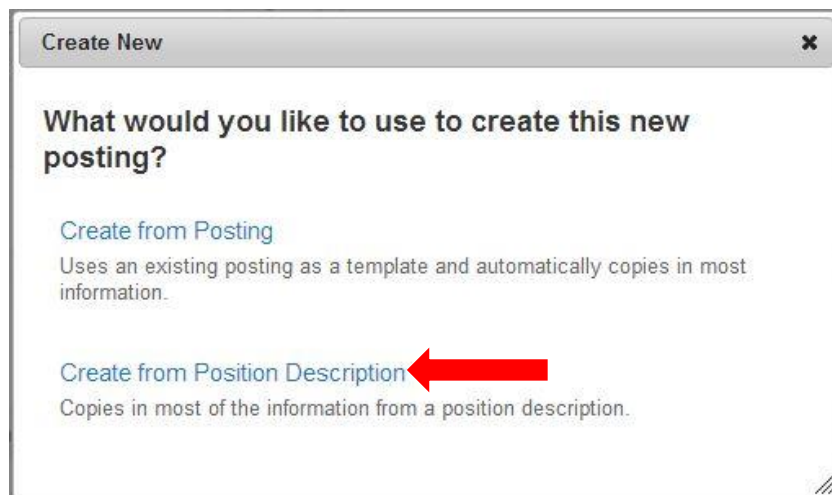 Create New
What would you like to use to create this new
posting?
Create from Posting
Uses an existing posting as a template and automatically copies in most
information.
Create from Position Description
Copies in most of the information from a position description.